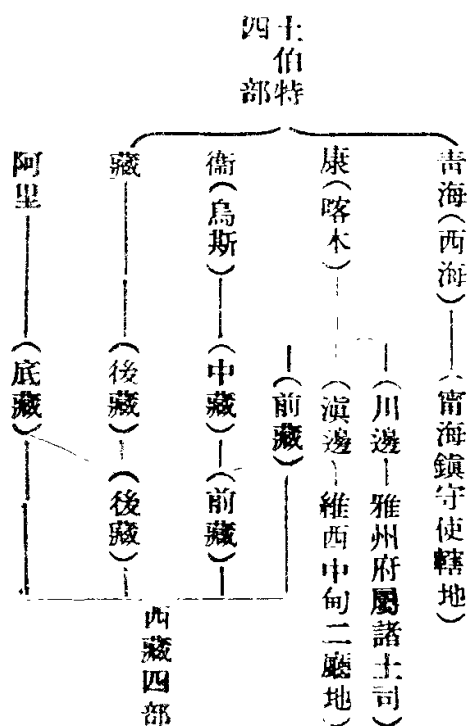 土伯特
四部
青海（西海）（甯海鎮守使轄地）
康（喀木）
（川邊 雅州府屬諸土司）
（滇邊 維西中甸二廳地）
（前藏）
衞（烏斯）（中藏）（前藏）
藏（後藏）（後藏）
阿里（底藏）
西藏四部